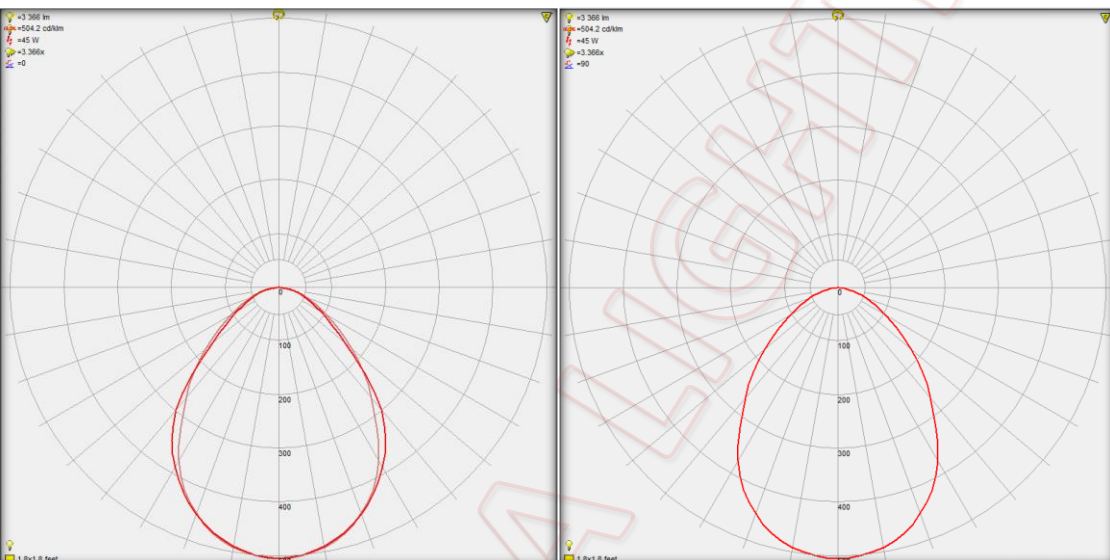 =3 366 lm
=504.2 cd/klm
=45 W
=3.366x
=0
0
100
200
300
400
1.8x1.8 feet
=3 366 lm
=504.2 cd/klm
=45 W
=3.366x
=90
0
100
200
300
400
1.8x1.8 feet
A LIGHT